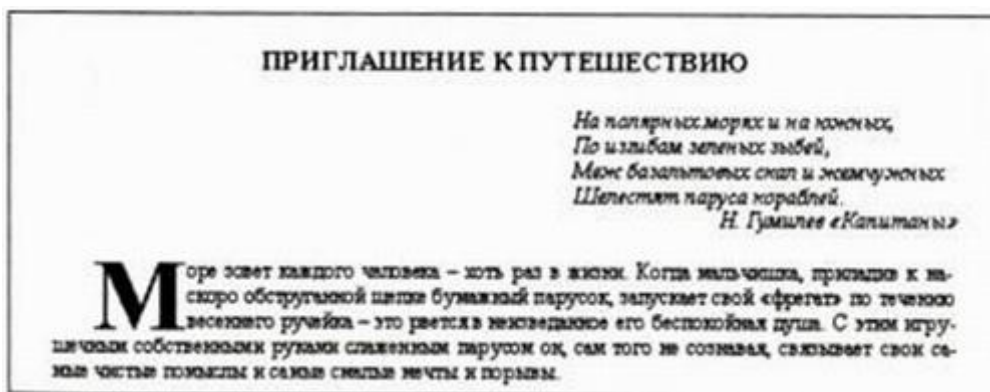 ПРИГЛАШЕНИЕ К ПУТЕШЕСТВИЮ
На полярных морях и на южных,
По изгибам зеленых зыбей,
Меж базальтовых скал и жемчужных
Шелестят паруса кораблей.
Н. Гумилев «Капитаны»
Море зовет каждого человека – хоть раз в жизни. Когда мальчишка, приладив к на-
скоро обструганной щепке бумажный парусок, запускает свой «фрегат» по течению
весеннего ручейка – это рвется в неизведанное его беспокойная душа. С этим игру-
шечным собственными руками слаженным парусом он, сам того не сознавая, связывает свои са-
мые чистые помыслы и самые смелые мечты и порывы.